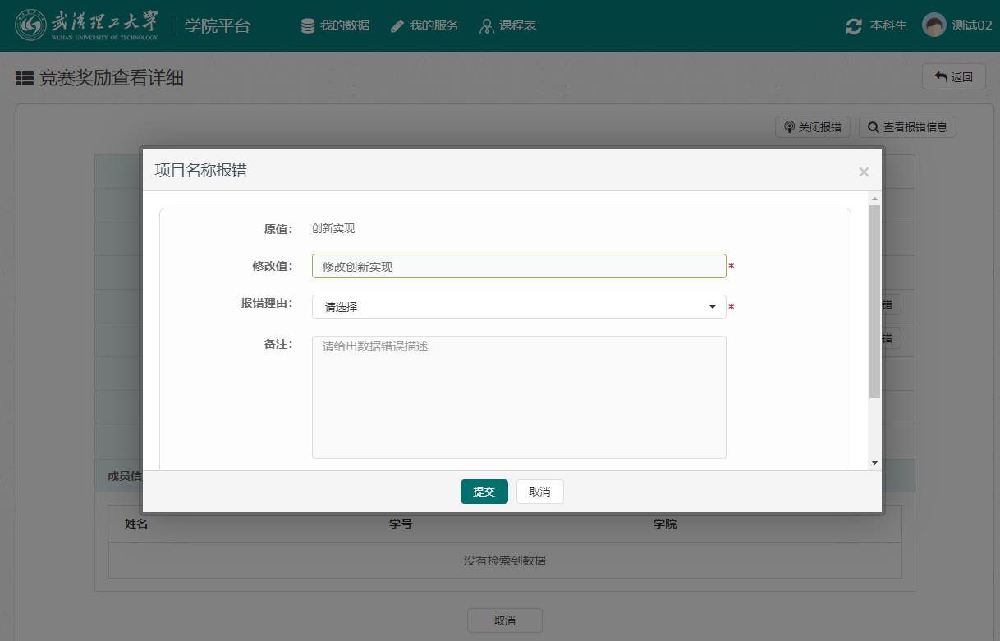 武汉理工大学
WUHAN UNIVERSITY OF TECHNOLOGY
学院平台
我的数据
我的服务
课程表
本科生
测试02
竞赛奖励查看详细
返回
关闭报错
查看报错信息
项目名称报错
×
原值：
创新实现
修改值：
修改创新实现
*
报错理由：
请选择
*
备注：
请给出数据错误描述
错
错
提交
取消
成员信
姓名
学号
学院
没有检索到数据
取消